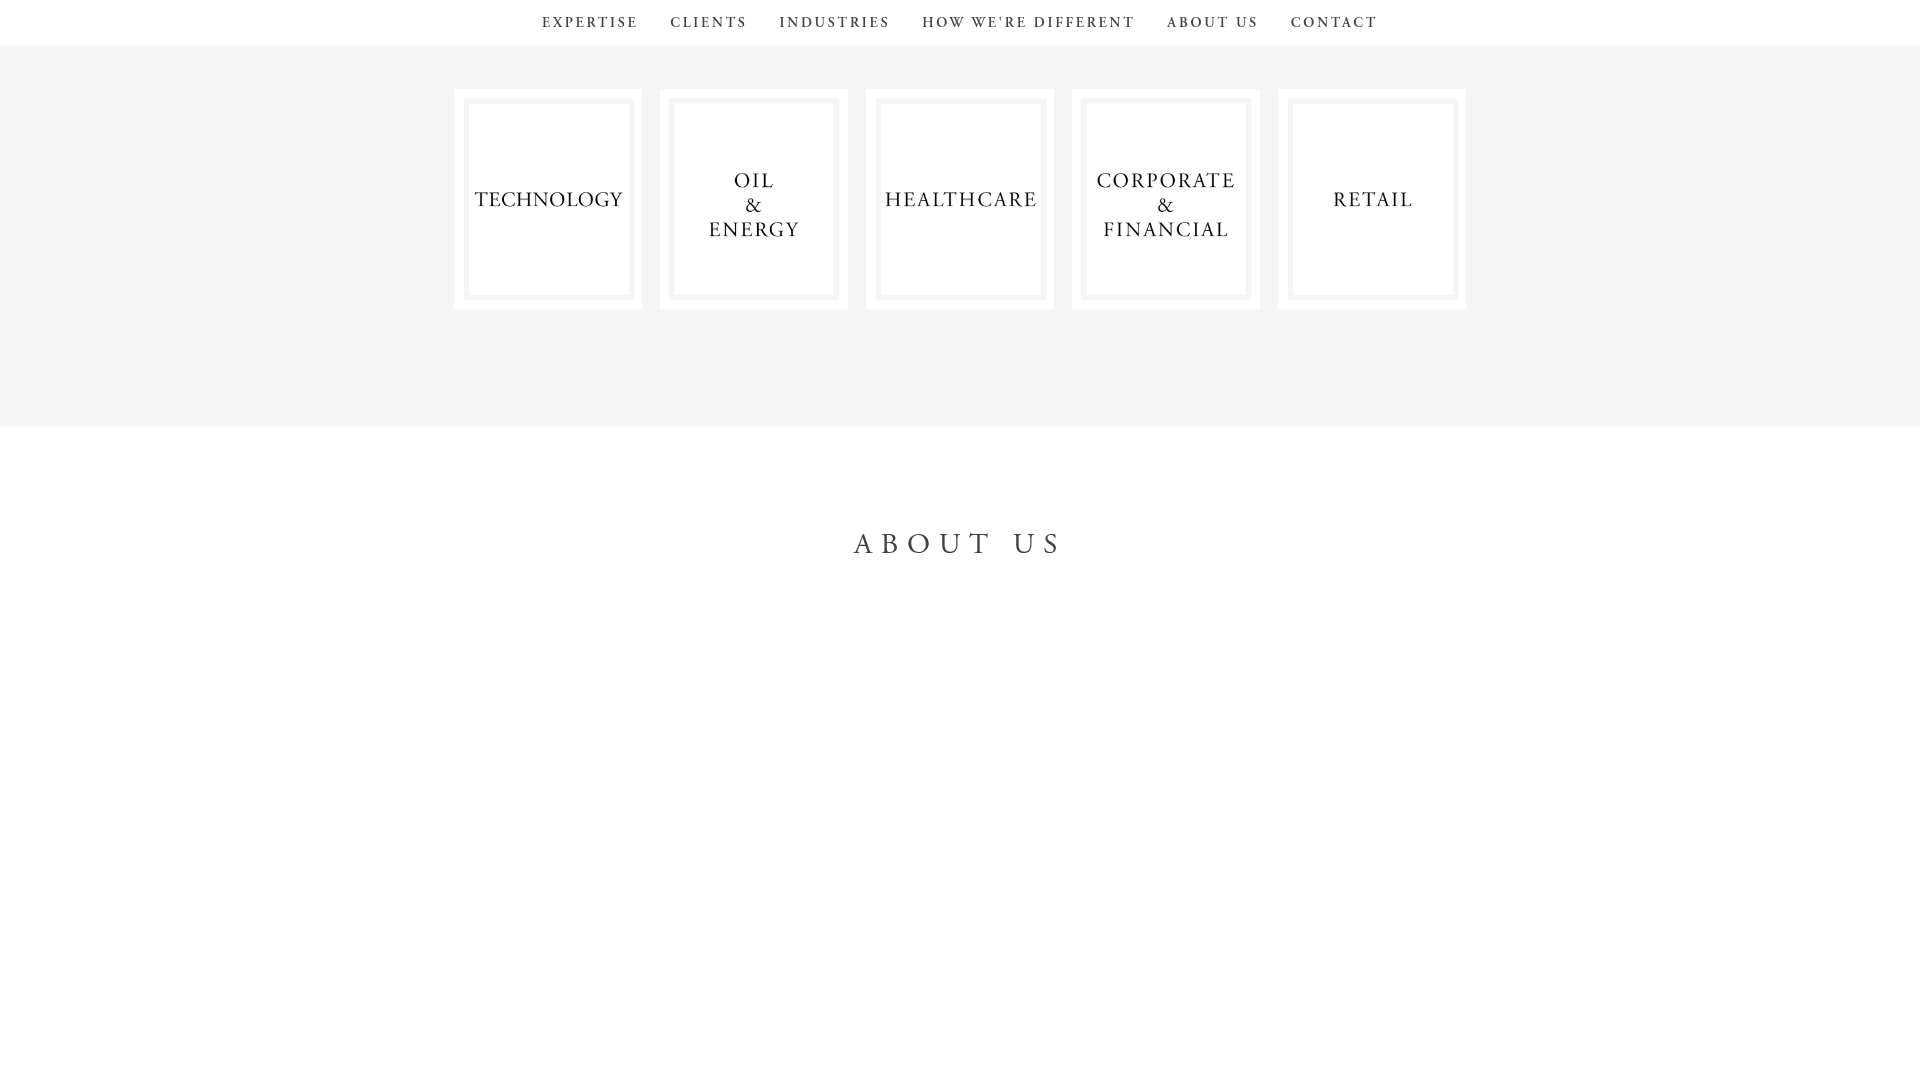 EXPERTISE CLIENTS INDUSTRIES HOW WE'RE DIFFERENT ABOUT US CONTACT
TECHNOLOGY
OIL
&
ENERGY
HEALTHCARE
CORPORATE
&
FINANCIAL
RETAIL
ABOUT US